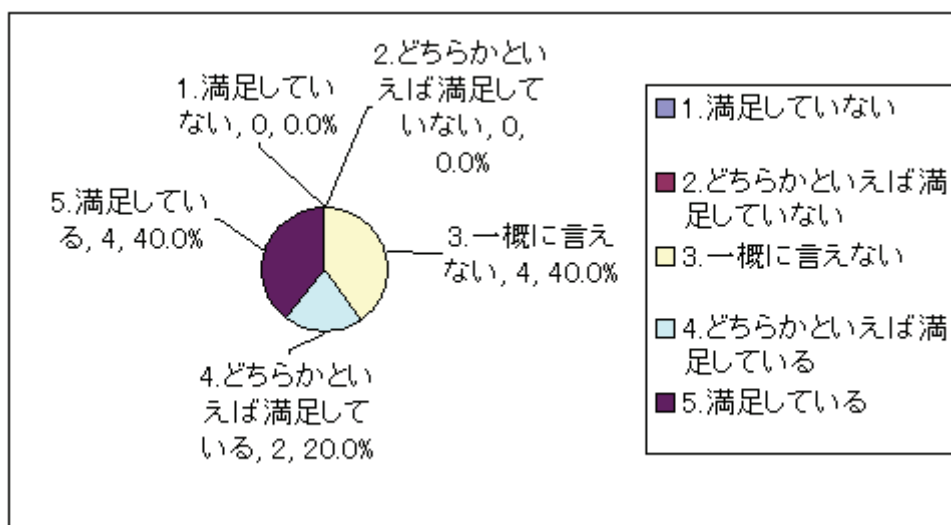 1.満足してい
ない, 0, 0.0%
2.どちらかとい
えば満足して
いない, 0,
0.0%
5.満足してい
る, 4, 40.0%
3.一概に言え
ない, 4, 40.0%
4.どちらかとい
えば満足して
いる, 2, 20.0%
1.満足していない
2.どちらかといえば満
足していない
3.一概に言えない
4.どちらかといえば満
足している
5.満足している